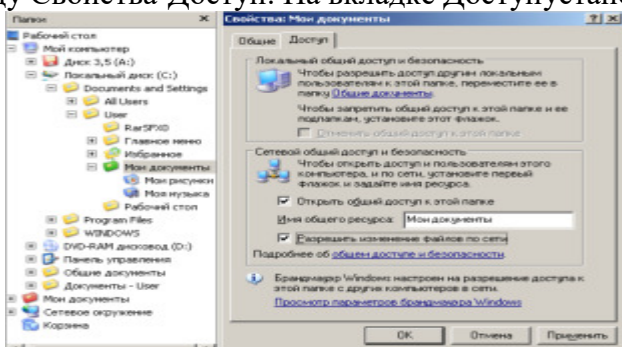 ду Свойства-Доступ. На вкладке Доступустано
Папки
Рабочий стол
Мой компьютер
Диск 3,5 (A:)
Локальный диск (C:)
Documents and Settings
All Users
User
RarSFX0
Главное меню
Избранное
Мои документы
Мои рисунки
Моя музыка
Рабочий стол
Program Files
WINDOWS
DVD-RAM дисковод (D:)
Панель управления
Общие документы
Документы - User
Мои документы
Сетевое окружение
Корзина
Свойства: Мои документы
Общие
Доступ
Локальный общий доступ и безопасность
Чтобы разрешить доступ другим локальным
пользователям к этой папке, переместите ее в
папку Общие документы.
Чтобы запретить общий доступ к этой папке и ее
подпапкам, установите этот флажок.
Отменить общий доступ к этой папке
Сетевой общий доступ и безопасность
Чтобы открыть доступ и пользователям этого
компьютера, и по сети, установите первый
флажок и задайте имя ресурса.
Открыть общий доступ к этой папке
Имя общего ресурса:
Мои документы
Разрешить изменение файлов по сети
Подробнее об общем доступе и безопасности.
Брандмауэр Windows настроен на разрешение доступа к
этой папке с других компьютеров в сети.
Просмотр параметров брандмауэра Windows
OK
Отмена
Применить